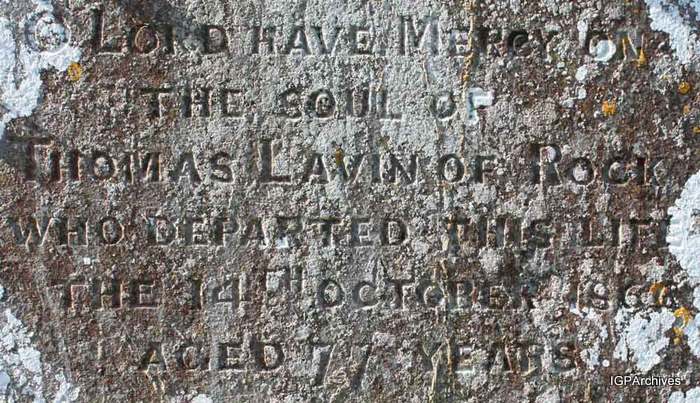 O LORD HAVE MERCY ON
THE SOUL OF
THOMAS LAVIN OF ROCK
WHO DEPARTED THIS LIFE
THE 14TH OCTOBER
AGED 77 YEARS
IGPArchives